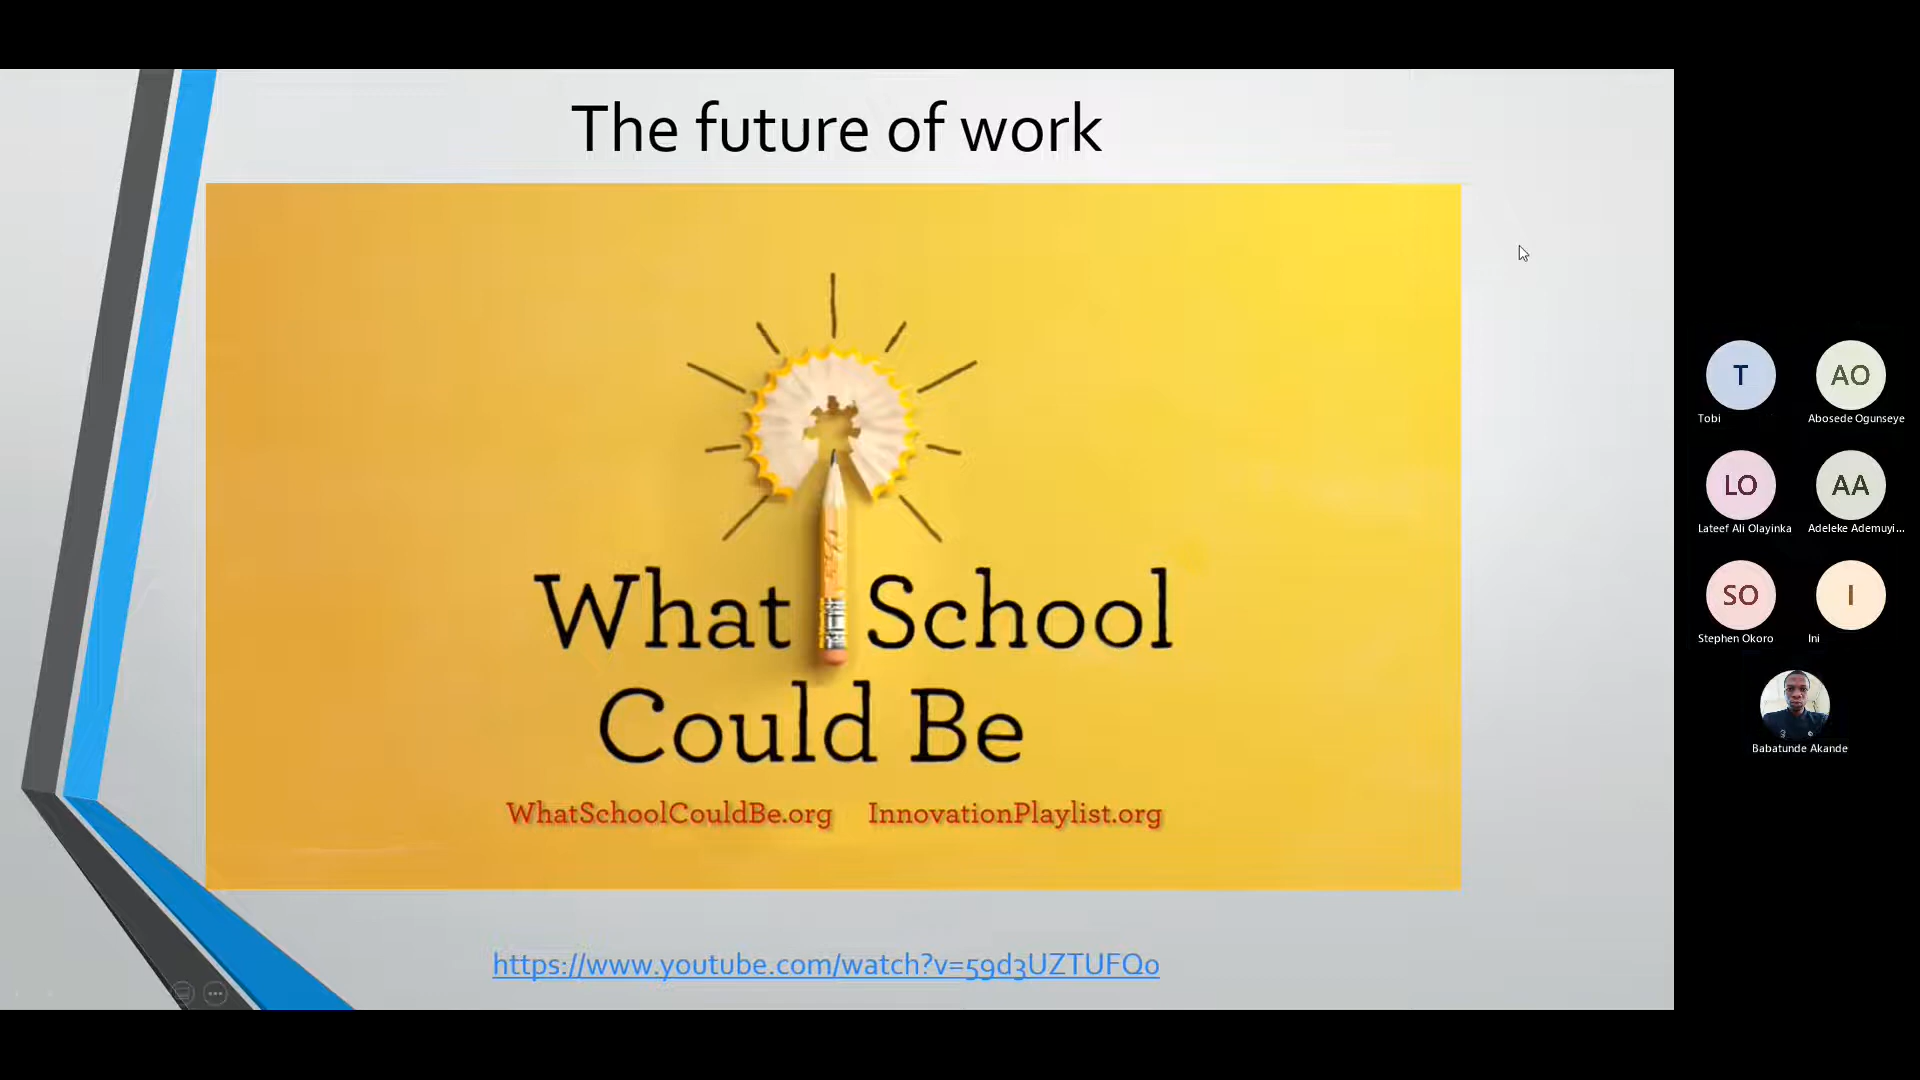 The future of work
What School
Could Be
WhatSchoolCouldBe.org InnovationPlaylist.org
https://www.youtube.com/watch?v=59d3UZTUFQ0
T
Tobi
AO
Abosede Ogunseye
LO
Lateef Ali Olayinka
AA
Adeleke Ademuyi...
SO
Stephen Okoro
I
Ini
Babatunde Akande